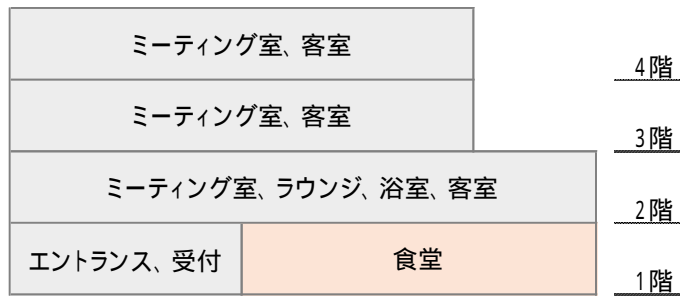 ミーティング室、客室
4階
ミーティング室、客室
3階
ミーティング室、ラウンジ、浴室、客室
2階
エントランス、受付
食堂
1階